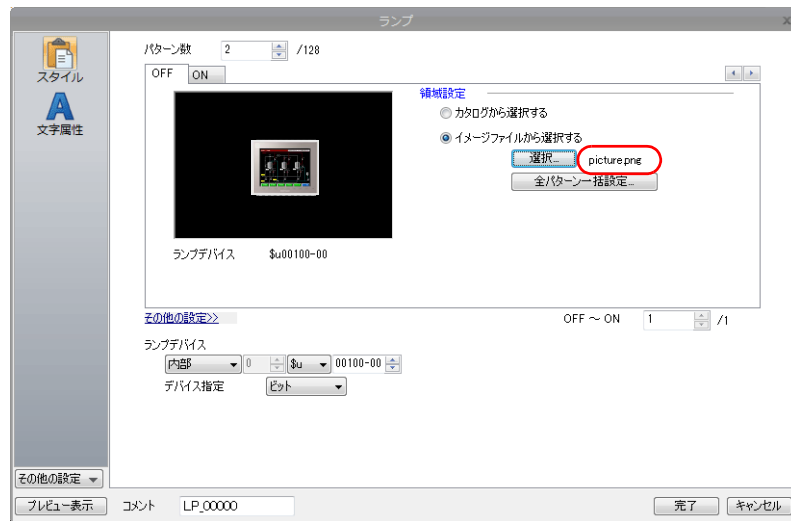 ランプ
スタイル
文字属性
パターン数 2 /128
OFF ON
領域設定
カタログから選択する
イメージファイルから選択する
選択... picture.png
全パターン一括設定...
ランプデバイス $u00100-00
その他の設定>>
OFF ～ ON 1 /1
ランプデバイス
内部 0 $u 00100-00
デバイス指定 ビット
その他の設定
プレビュー表示 コメント LP_00000 完了 キャンセル